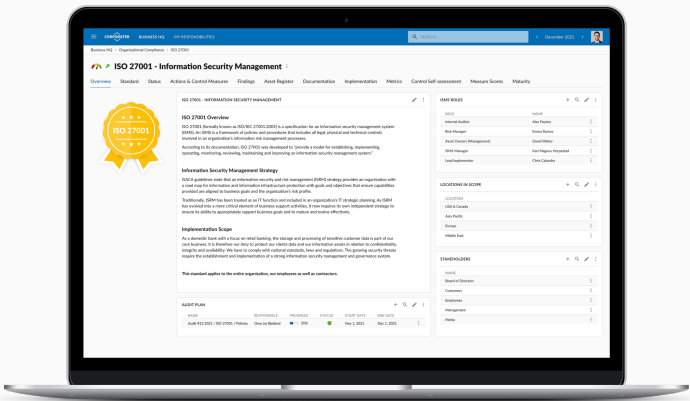 CORPORATER BUSINESS HQ MY RESPONSIBILITIES SEARCH December 2021
Business HQ > Organizational Compliance > ISO 27001
ISO 27001 - Information Security Management
Overview Standard Status Actions & Control Measures Findings Asset Register Documentation Implementation Metrics Control Self-assessment Measure Scores Maturity
ISO 27001
ISO 27001 - INFORMATION SECURITY MANAGEMENT
ISO 27001 Overview
ISO 27001 (formally known as ISO/IEC 27001:2005) is a specification for an information security management system
(ISMS). An ISMS is a framework of policies and procedures that includes all legal, physical and technical controls
involved in an organization's information risk management processes.
According to its documentation, ISO 27001 was developed to "provide a model for establishing, implementing,
operating, monitoring, reviewing, maintaining and improving an information security management system."
Information Security Management Strategy
ISACA guidelines state that an information security and risk management (ISRM) strategy provides an organization with
a road map for information and information infrastructure protection with goals and objectives that ensure capabilities
provided are aligned to business goals and the organization's risk profile.
Traditionally, ISRM has been treated as an IT function and included in an organization's IT strategic planning. As ISRM
has evolved into a more critical element of business support activities, it now requires its own independent strategy to
ensure its ability to appropriately support business goals and to mature and evolve effectively.
Implementation Scope
As a domestic bank with a focus on retail banking, the storage and processing of sensitive customer data is part of our
core business. It is therefore our duty to protect our clients data and our information assets in relation to confidentiality,
integrity and availability. We have to comply with national standards, laws and regulations. The growing security threats
require the establishment and implementation of a strong information security management and governance system.
This standard applies to the entire organization, our employees as well as contractors.
AUDIT PLAN
NAME RESPONSIBLE PROGRESS STATUS START DATE END DATE
Audit #12 2021 / ISO 27001 / Policies One Lie Bjelland 35% Nov 1, 2021 Dec 1, 2021
ISMS ROLES
ROLE NAME
Internal Auditor Alex Payton
Risk Manager Emma Roess
Asset Owners (Management) David Walter
ISMS Manager Karl Magnus
Lead Implementer Chris Calander
LOCATIONS IN SCOPE
LOCATION
USA & Canada
Asia Pacific
Europe
Middle East
STAKEHOLDERS
NAME
Board of Directors
Customers
Employees
Management
Media